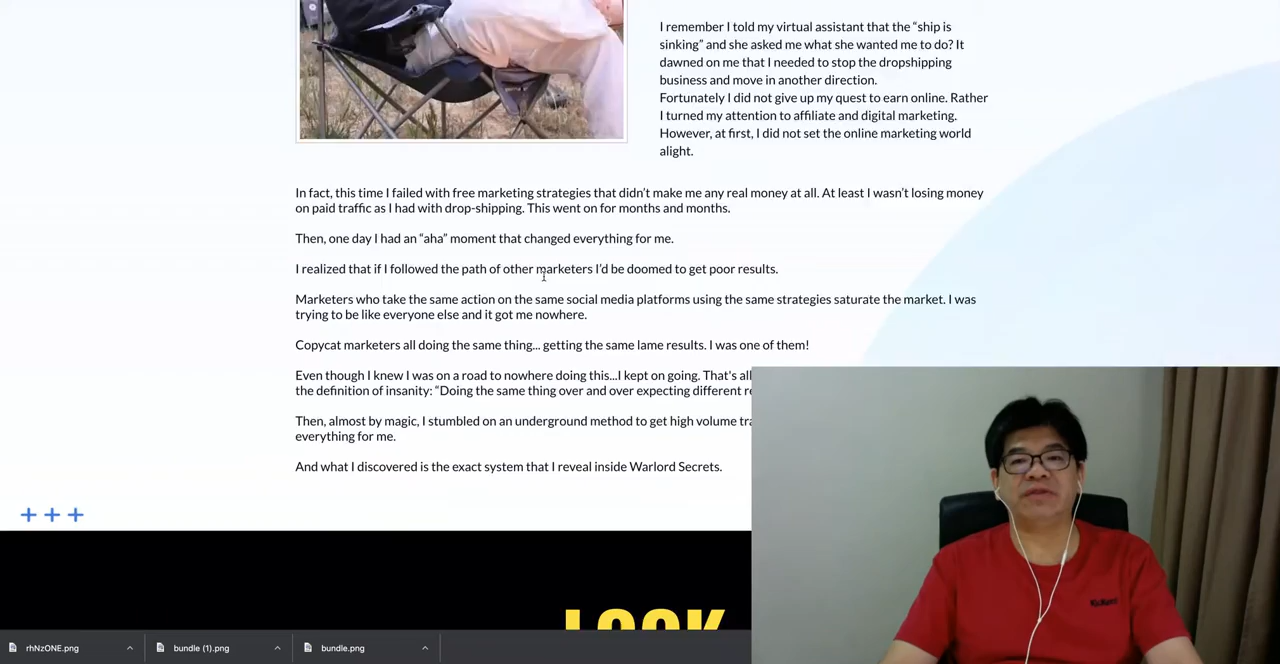 I remember I told my virtual assistant that the “ship is
sinking” and she asked me what she wanted me to do? It
dawned on me that I needed to stop the dropshipping
business and move in another direction.
Fortunately I did not give up my quest to earn online. Rather
I turned my attention to affiliate and digital marketing.
However, at first, I did not set the online marketing world
alight.
In fact, this time I failed with free marketing strategies that didn’t make me any real money at all. At least I wasn’t losing money
on paid traffic as I had with drop-shipping. This went on for months and months.
Then, one day I had an “aha” moment that changed everything for me.
I realized that if I followed the path of other marketers I’d be doomed to get poor results.
Marketers who take the same action on the same social media platforms using the same strategies saturate the market. I was
trying to be like everyone else and it got me nowhere.
Copycat marketers all doing the same thing... getting the same lame results. I was one of them!
Even though I knew I was on a road to nowhere doing this...I kept on going. That's all
the definition of insanity: “Doing the same thing over and over expecting different
Then, almost by magic, I stumbled on an underground method to get high volume
everything for me.
And what I discovered is the exact system that I reveal inside Warlord Secrets.
LOOK
rhNzONE.png
bundle (1).png
bundle.png